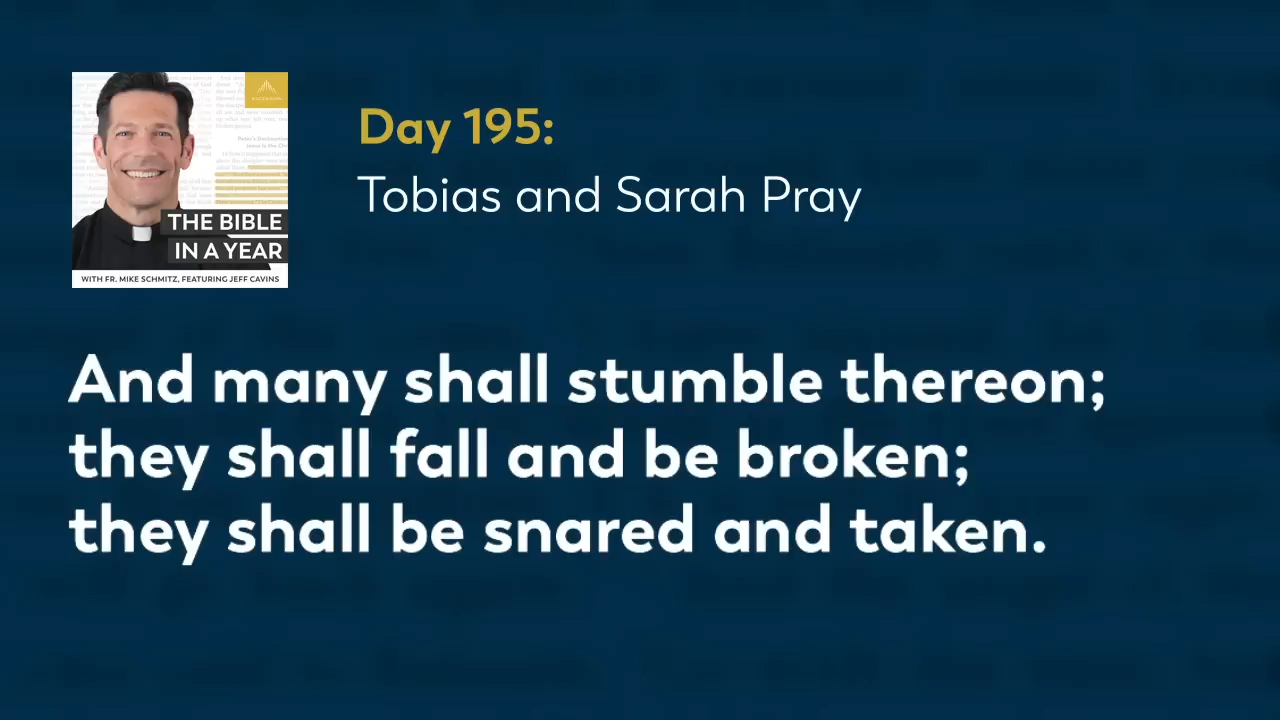 Day 195:
Tobias and Sarah Pray
THE BIBLE
IN A YEAR
WITH FR. MIKE SCHMITZ, FEATURING JEFF CAVINS
And many shall stumble thereon;
they shall fall and be broken;
they shall be snared and taken.